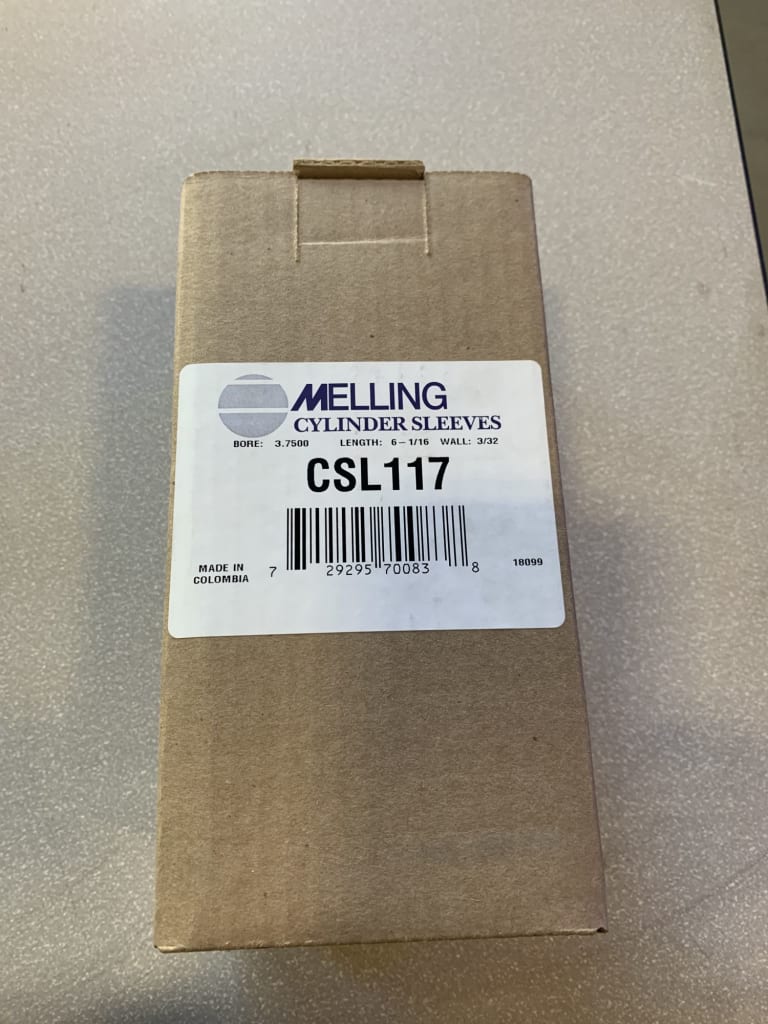 MELLING
CYLINDER SLEEVES
BORE: 3.7500 LENGTH: 6-1/16 WALL: 3/32
CSL117
MADE IN
COLOMBIA
7 29295 70083 8
18099